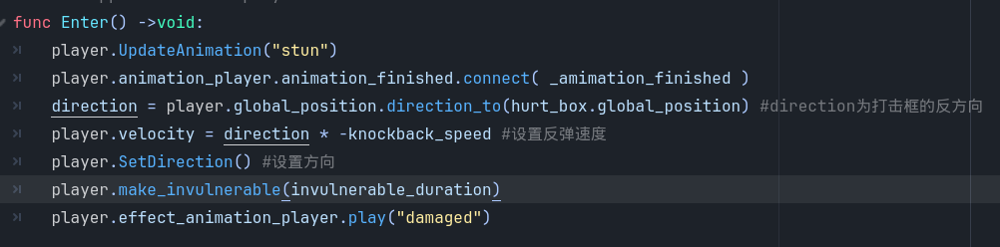 func Enter() ->void:
player.UpdateAnimation("stun")
player.animation_player.animation_finished.connect( _amimation_finished )
direction = player.global_position.direction_to(hurt_box.global_position) #direction为打击框的反方向
player.velocity = direction * -knockback_speed #设置反弹速度
player.SetDirection() #设置方向
player.make_invulnerable(invulnerable_duration)
player.effect_animation_player.play("damaged")